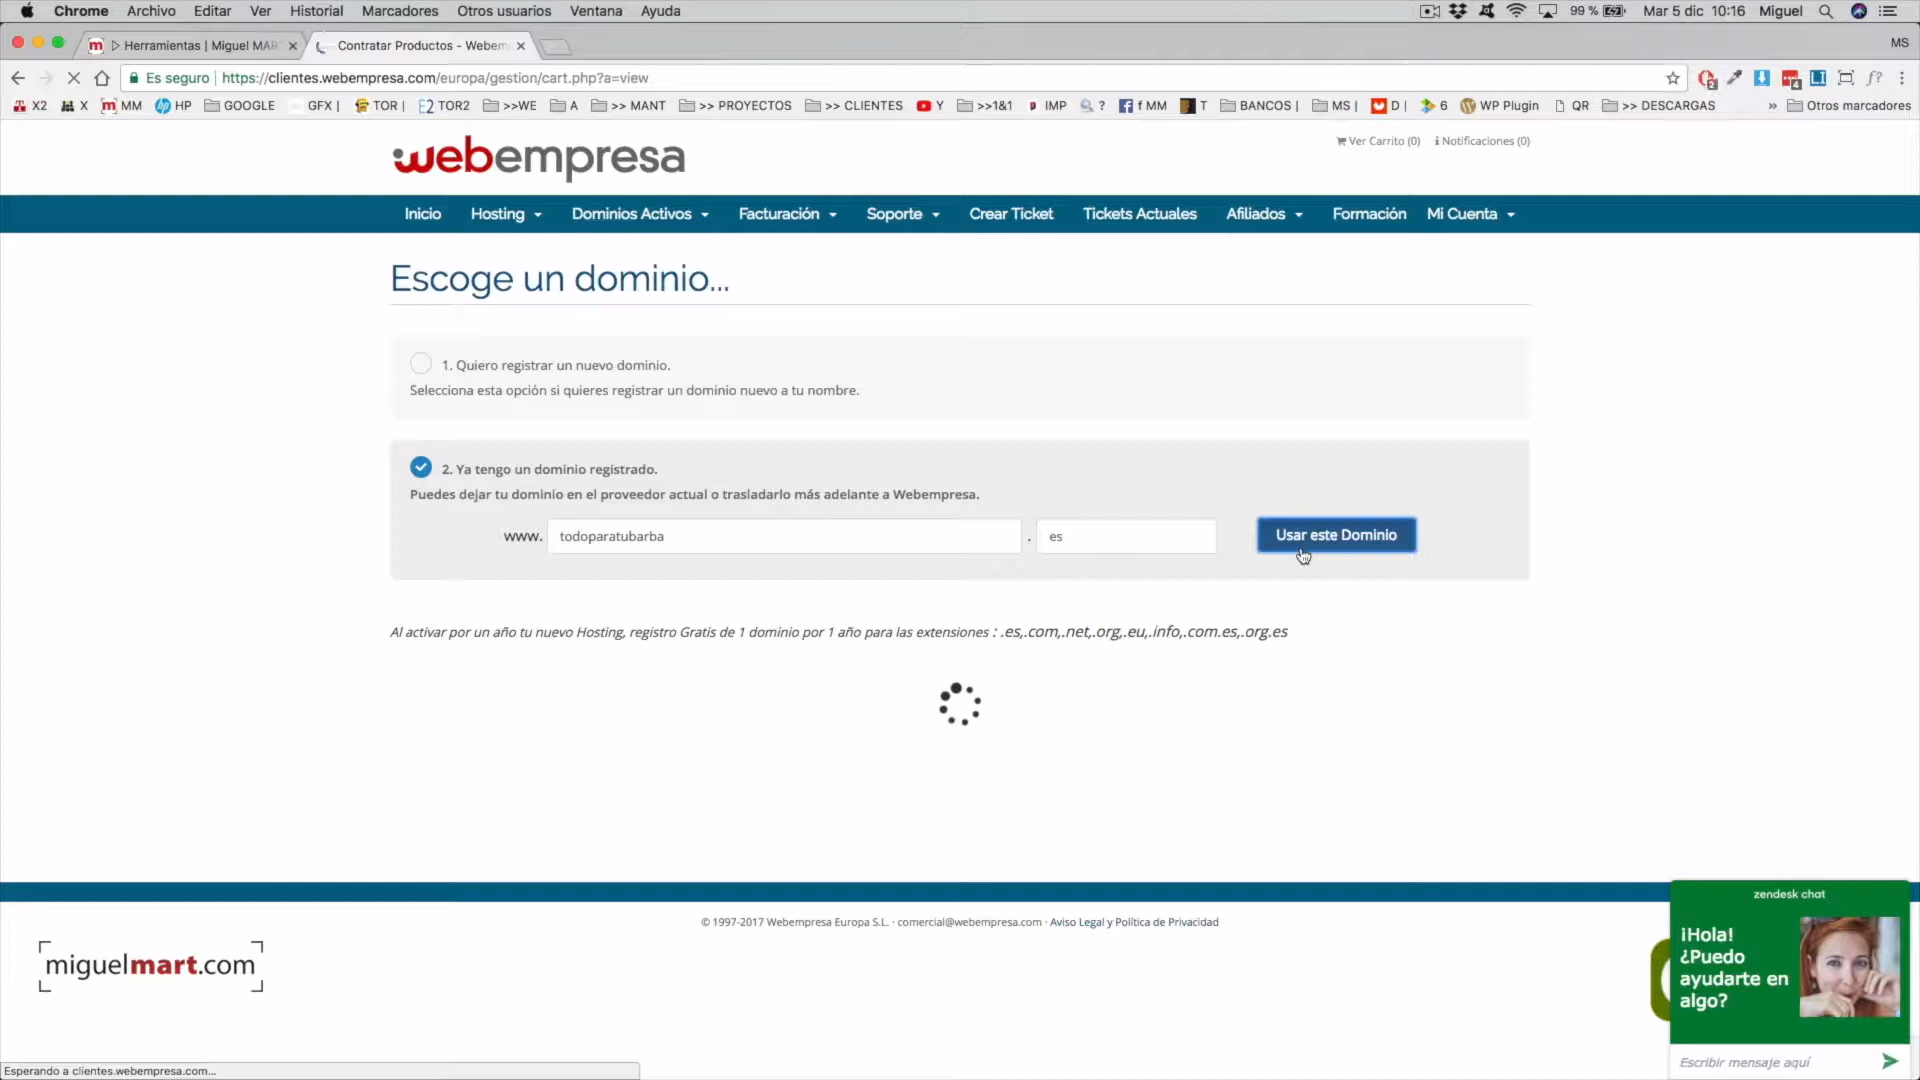 Chrome Archivo Editar Ver Historial Marcadores Otros usuarios Ventana Ayuda 99 % Mar 5 dic 10:16 Miguel
Herramientas | Miguel MAR Contratar Productos - Webem MS
Es seguro https://clientes.webempresa.com/europa/gestion/cart.php?a=view
X2 X MM HP GOOGLE GFX | TOR | TOR2 >>WE A >> MANT >> PROYECTOS >> CLIENTES Y >>1&1 IMP ? f MM T BANCOS | MS | D | 6 WP Plugin QR >> DESCARGAS » Otros marcadores
webempresa
Ver Carrito (0) Notificaciones (0)
Inicio Hosting Dominios Activos Facturación Soporte Crear Ticket Tickets Actuales Afiliados Formación Mi Cuenta
Escoge un dominio...
1. Quiero registrar un nuevo dominio.
Selecciona esta opción si quieres registrar un dominio nuevo a tu nombre.
2. Ya tengo un dominio registrado.
Puedes dejar tu dominio en el proveedor actual o trasladarlo más adelante a Webempresa.
www. todoparatubarba . es Usar este Dominio
Al activar por un año tu nuevo Hosting, registro Gratis de 1 dominio por 1 año para las extensiones : .es,.com,.net,.org,.eu,.info,.com.es,.org.es
© 1997-2017 Webempresa Europa S.L. · comercial@webempresa.com · Aviso Legal y Política de Privacidad
miguelmart.com
zendesk chat
¡Hola!
¿Puedo
ayudarte en
algo?
Escribir mensaje aquí
Esperando a clientes.webempresa.com...